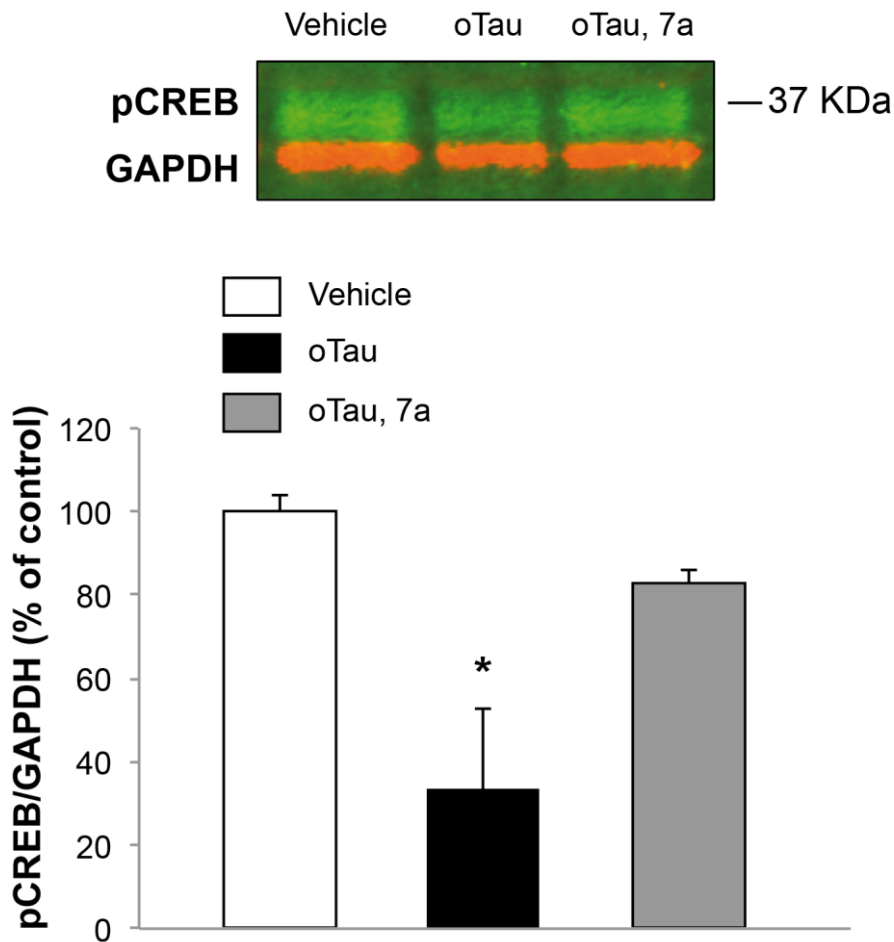 Vehicle oTau oTau, 7a
pCREB
37 KDa
GAPDH
Vehicle
oTau
oTau, 7a
pCREB/GAPDH (% of control)
120
100
80
60
40
20
0
*